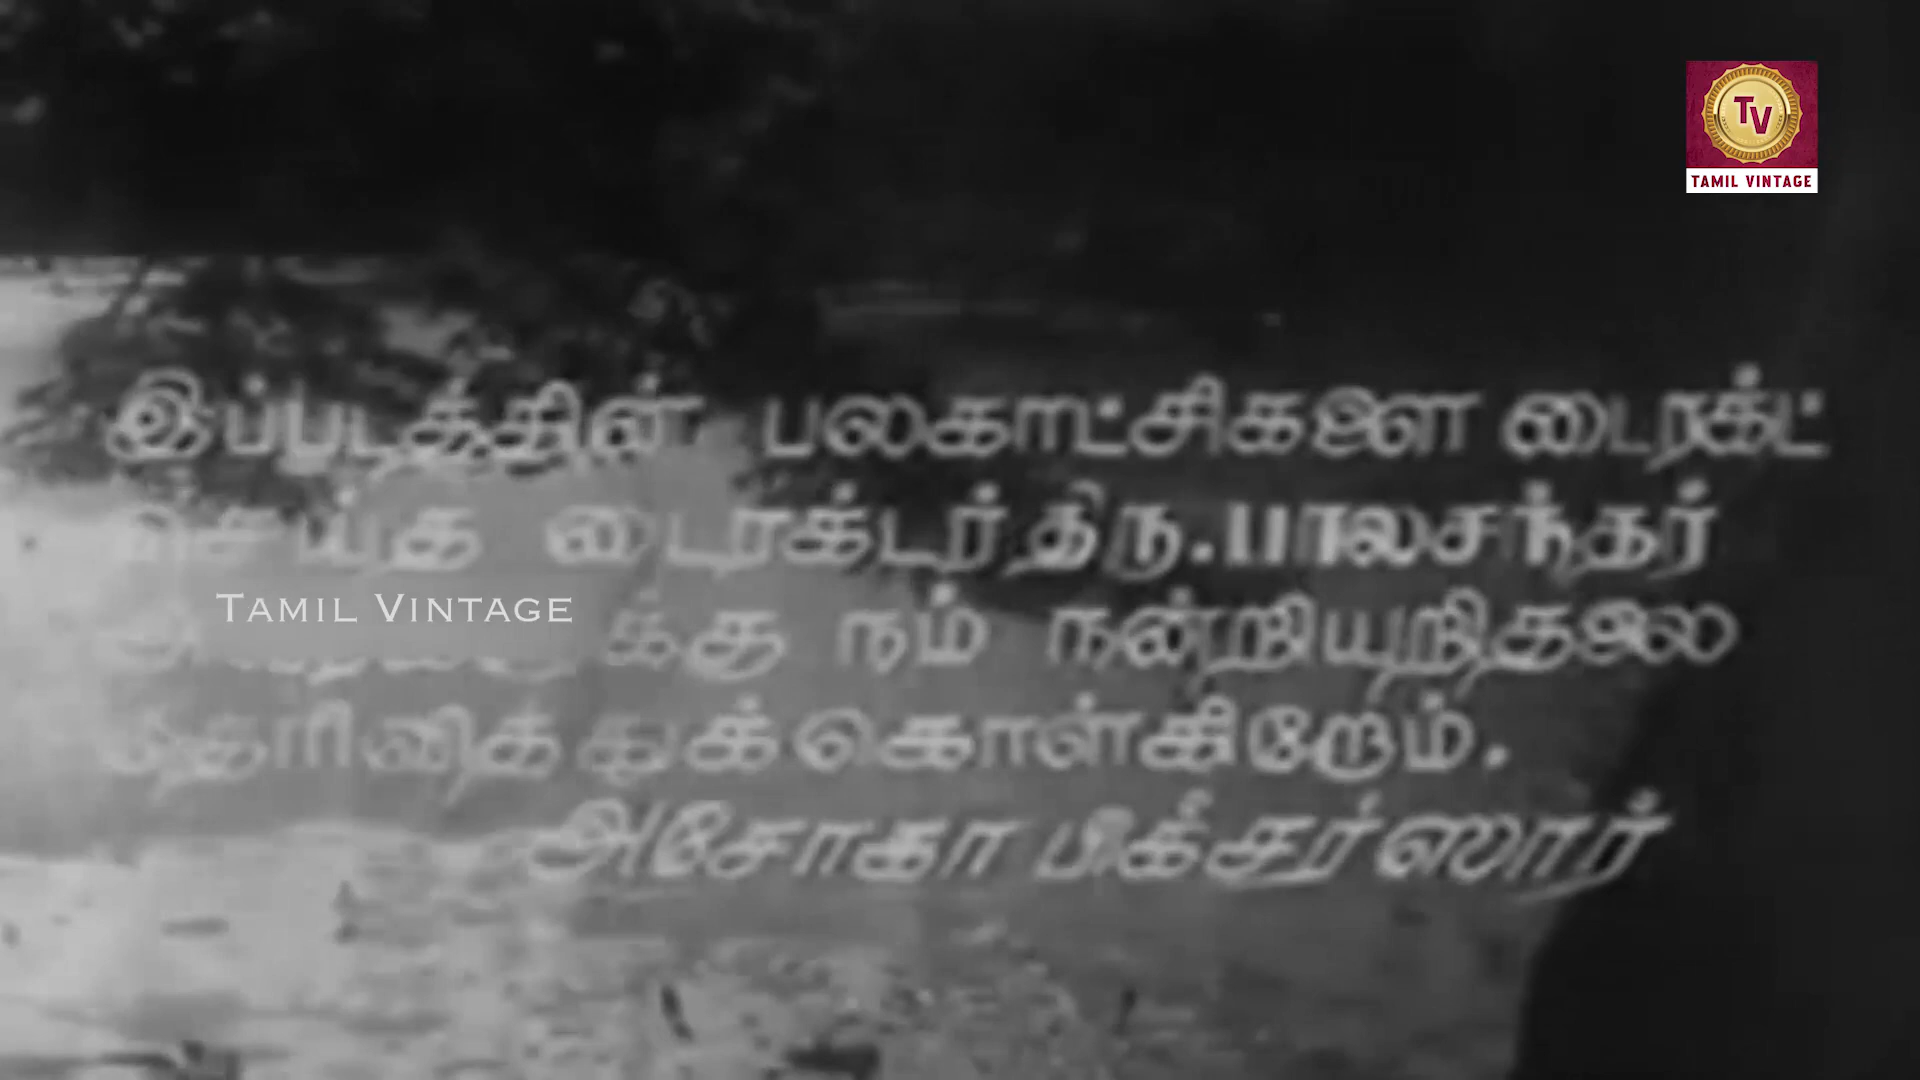 TV
TAMIL VINTAGE
இப்படத்தின் பலகாட்சிகளை டைரக்ட்
செய்த டைரக்டர் திரு. பாலசந்தர்
TAMIL VINTAGE க்கு நம் நன்றியறிதலை
தெரிவித்துக்கொள்கிறோம்.
அசோகா பிக்சர்ஸார்